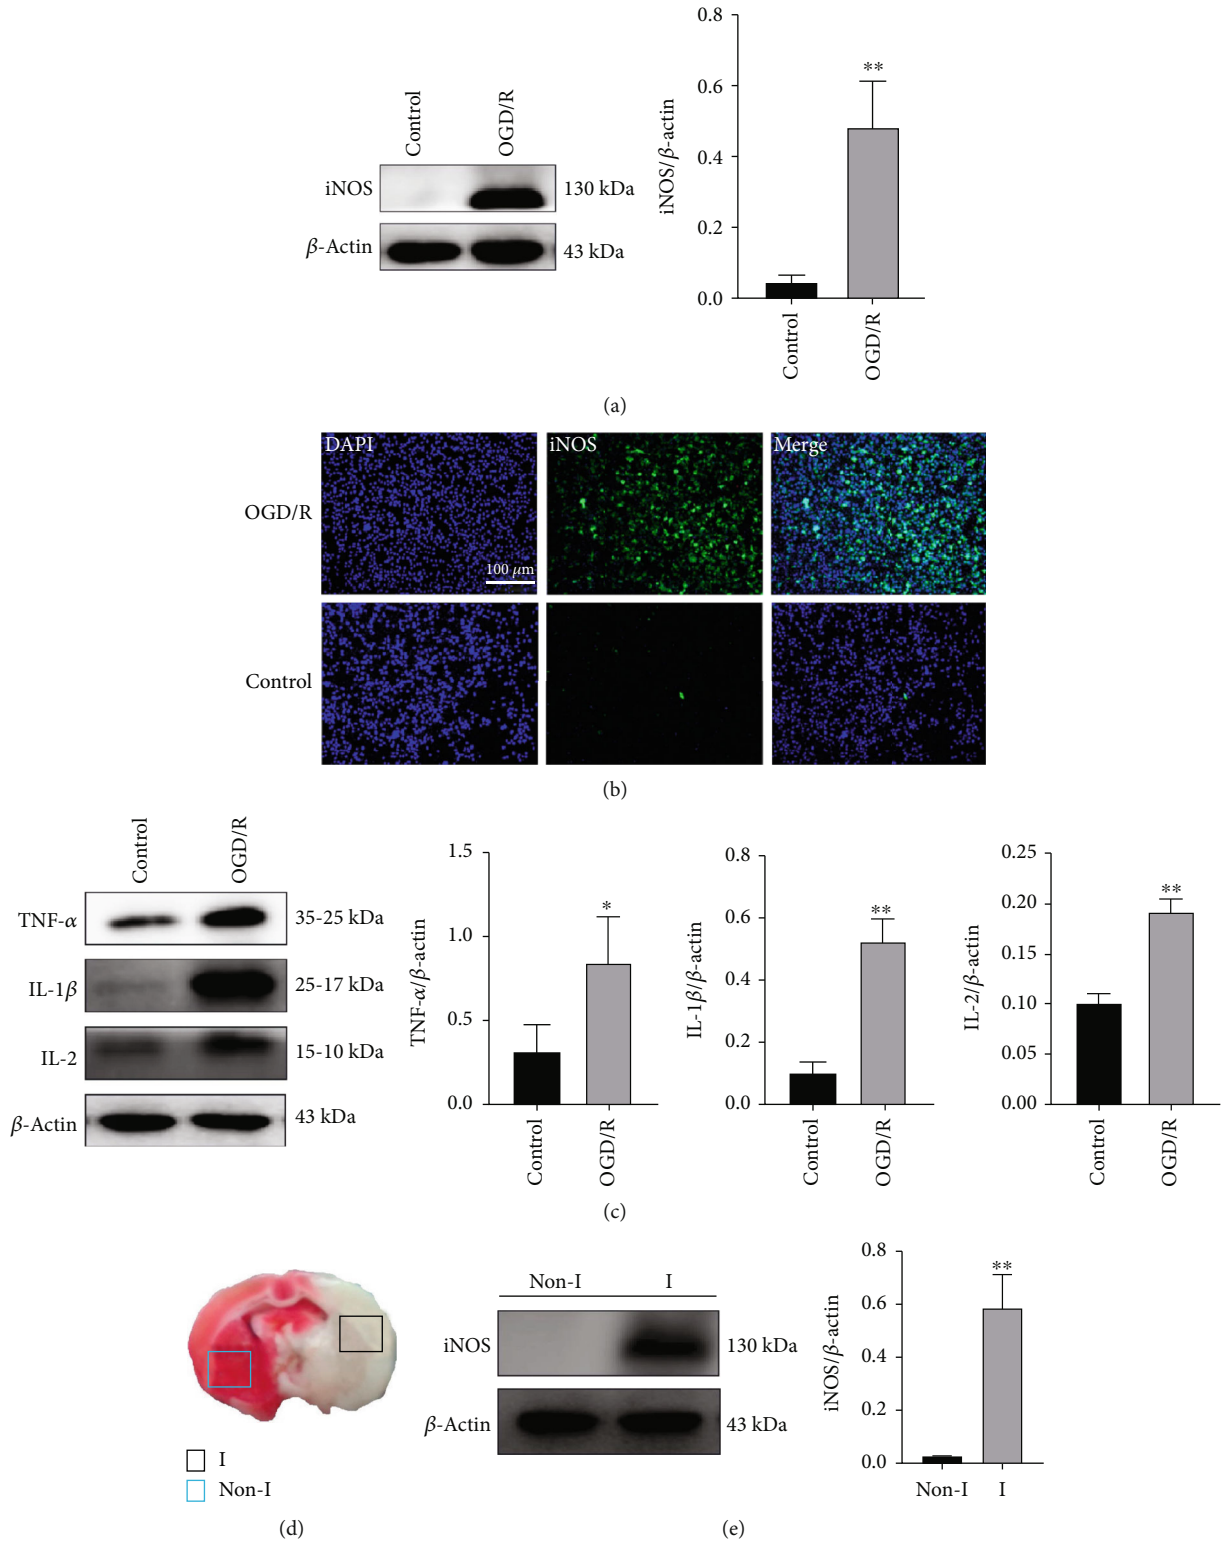 Control
OGD/R
iNOS
130 kDa
β-Actin
43 kDa
iNOS/β-actin
0.8
0.6
0.4
0.2
0.0
**
Control
OGD/R
(a)
DAPI
iNOS
Merge
OGD/R
100 μm
Control
(b)
Control
OGD/R
TNF-α
35-25 kDa
IL-1β
25-17 kDa
IL-2
15-10 kDa
β-Actin
43 kDa
TNF-α/β-actin
1.5
1.0
0.5
0.0
*
Control
OGD/R
IL-1β/β-actin
0.8
0.6
0.4
0.2
0.0
**
Control
OGD/R
IL-2/β-actin
0.25
0.20
0.15
0.10
0.05
0.00
**
Control
OGD/R
(c)
I
Non-I
(d)
Non-I
I
iNOS
130 kDa
β-Actin
43 kDa
iNOS/β-actin
0.8
0.6
0.4
0.2
0.0
**
Non-I
I
(e)